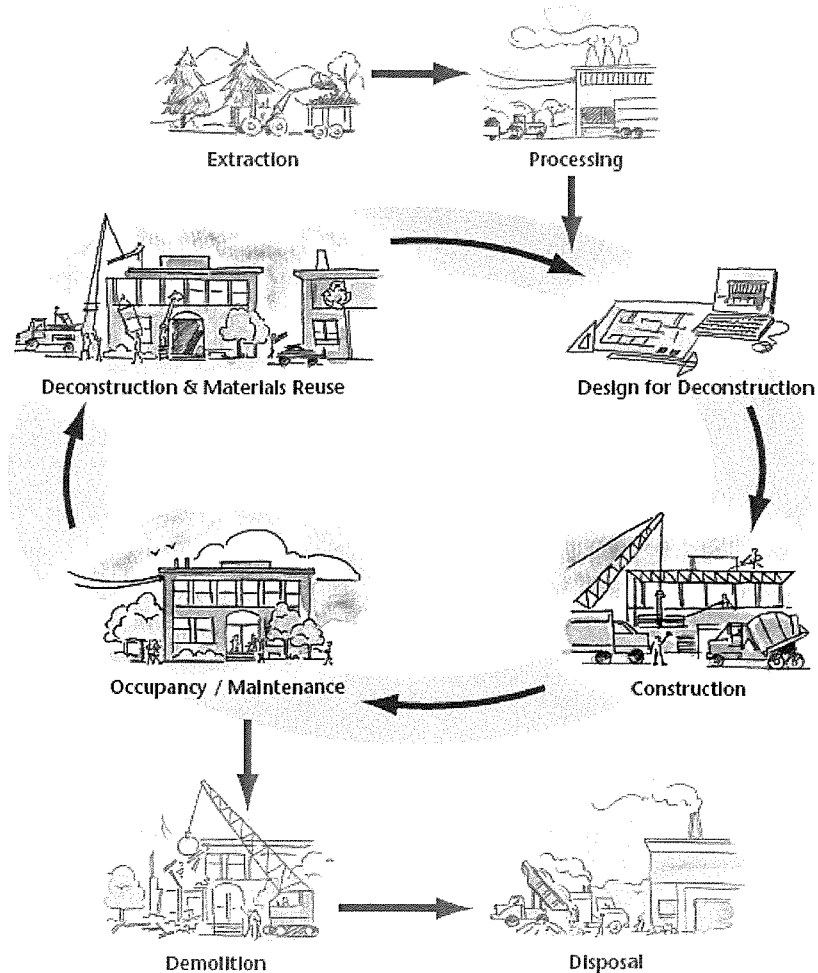 Extraction
Processing
Deconstruction & Materials Reuse
Design for Deconstruction
Occupancy / Maintenance
Construction
Demolition
Disposal